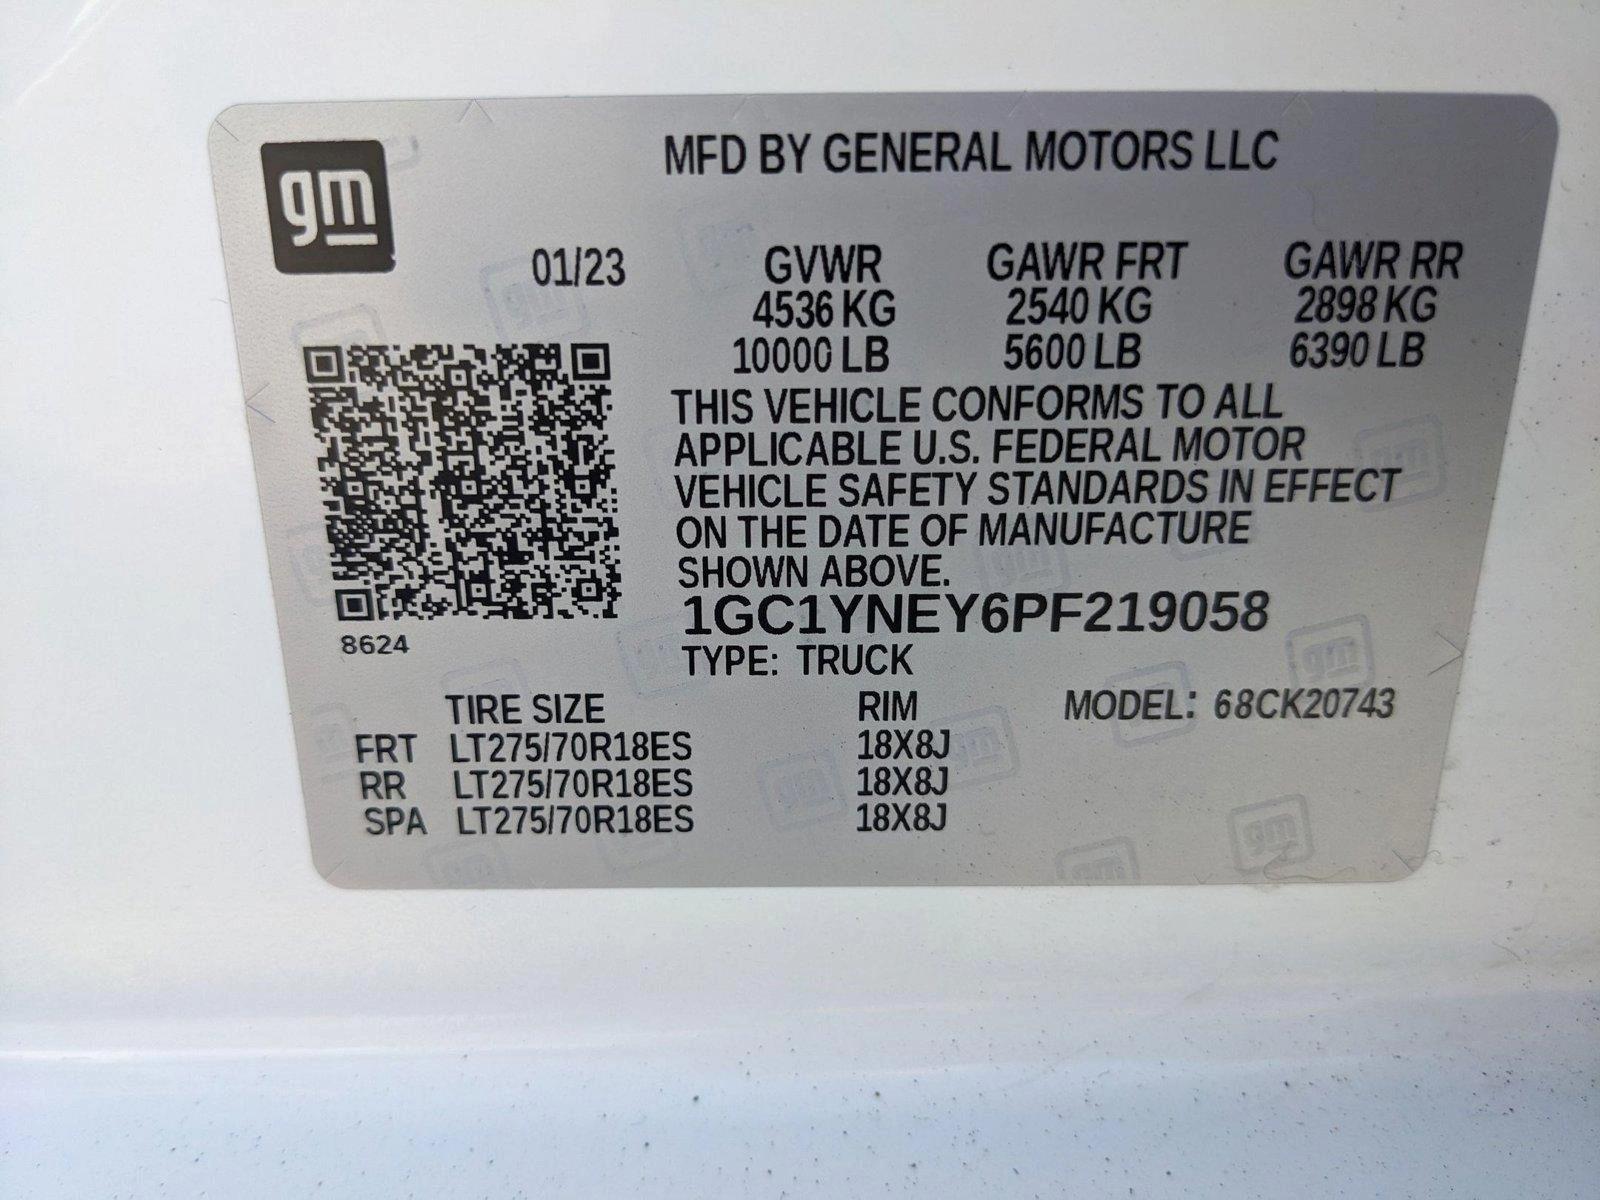 gm
MFD BY GENERAL MOTORS LLC
01/23
GVWR GAWR FRT GAWR RR
4536 KG 2540 KG 2898 KG
10000 LB 5600 LB 6390 LB
THIS VEHICLE CONFORMS TO ALL
APPLICABLE U.S. FEDERAL MOTOR
VEHICLE SAFETY STANDARDS IN EFFECT
ON THE DATE OF MANUFACTURE
SHOWN ABOVE.
1GC1YNEY6PF219058
8624
TYPE: TRUCK
TIRE SIZE RIM MODEL: 68CK20743
FRT LT275/70R18ES 18X8J
RR LT275/70R18ES 18X8J
SPA LT275/70R18ES 18X8J